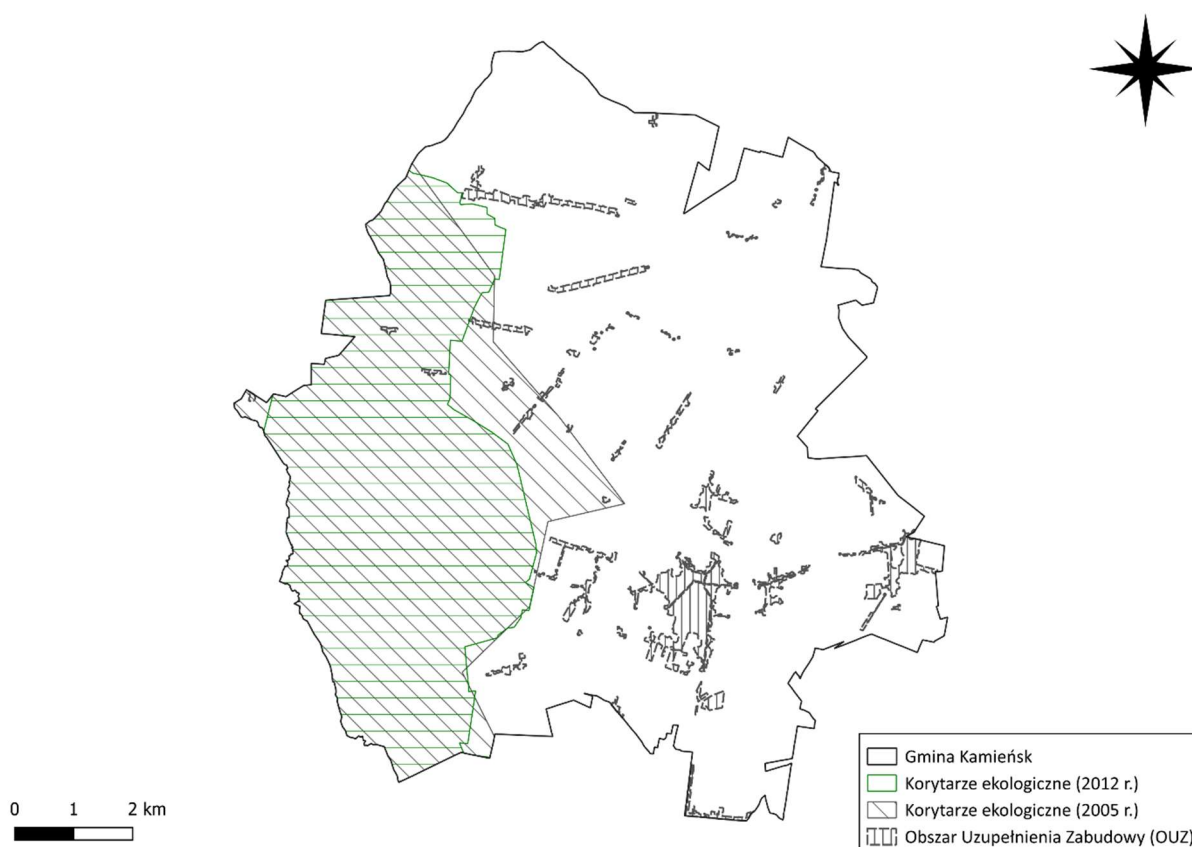 Gmina Kamieńsk
Korytarze ekologiczne (2012 r.)
Korytarze ekologiczne (2005 r.)
Obszar Uzupełnienia Zabudowy (OUZ)
0 1 2 km